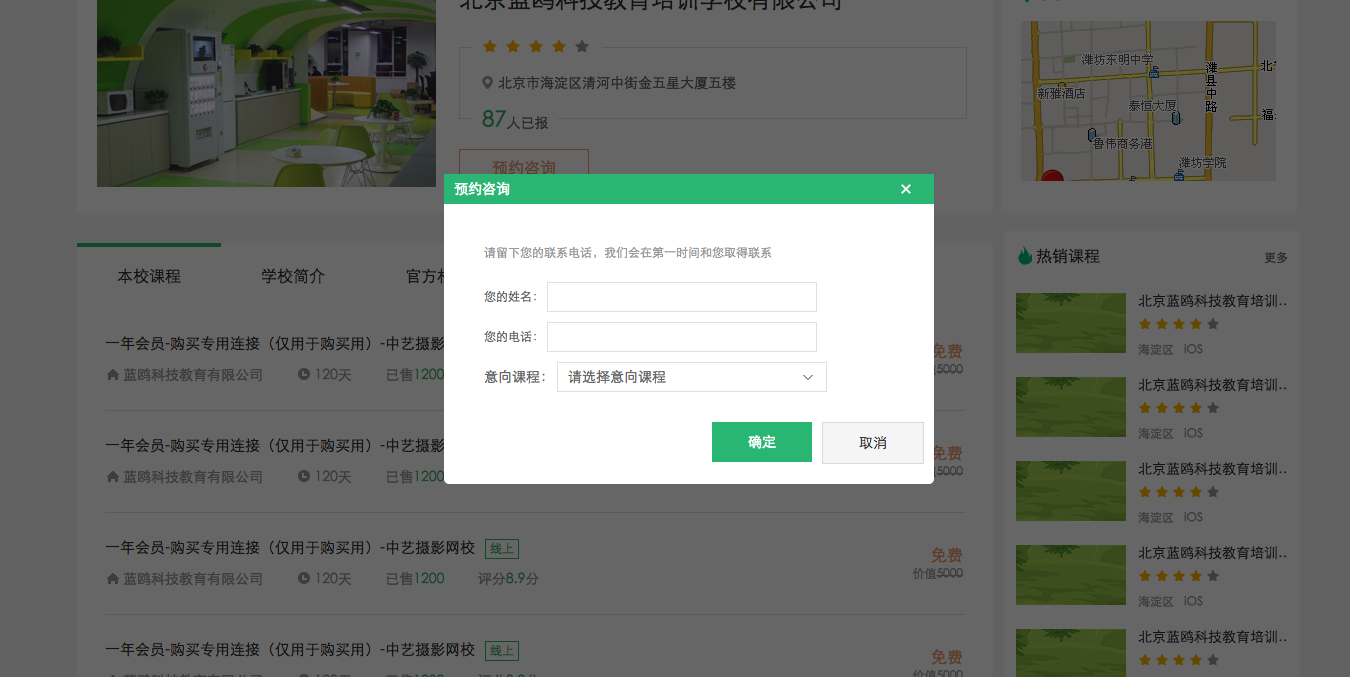 北京蓝鸥科技教育培训学校有限公司
北京市海淀区清河中街金五星大厦五楼
87人已报
预约咨询
潍坊东明中学
潍县中路
北
新雅酒店
泰恒大厦
福
鲁伟商务港
潍坊学院
预约咨询
请留下您的联系电话，我们会在第一时间和您取得联系
您的姓名：
您的电话：
意向课程：
请选择意向课程
确定
取消
本校课程
学校简介
官方
一年会员-购买专用连接（仅用于购买用）-中艺摄影
免费
蓝鸥科技教育有限公司
120天
已售1200
5000
一年会员-购买专用连接（仅用于购买用）-中艺摄影
免费
蓝鸥科技教育有限公司
120天
已售1200
5000
一年会员-购买专用连接（仅用于购买用）-中艺摄影网校
线上
免费
蓝鸥科技教育有限公司
120天
已售1200
评分8.9分
价值5000
一年会员-购买专用连接（仅用于购买用）-中艺摄影网校
线上
免费
价值5000
热销课程
更多
北京蓝鸥科技教育培训..
海淀区 iOS
北京蓝鸥科技教育培训..
海淀区 iOS
北京蓝鸥科技教育培训..
海淀区 iOS
北京蓝鸥科技教育培训..
海淀区 iOS
北京蓝鸥科技教育培训..